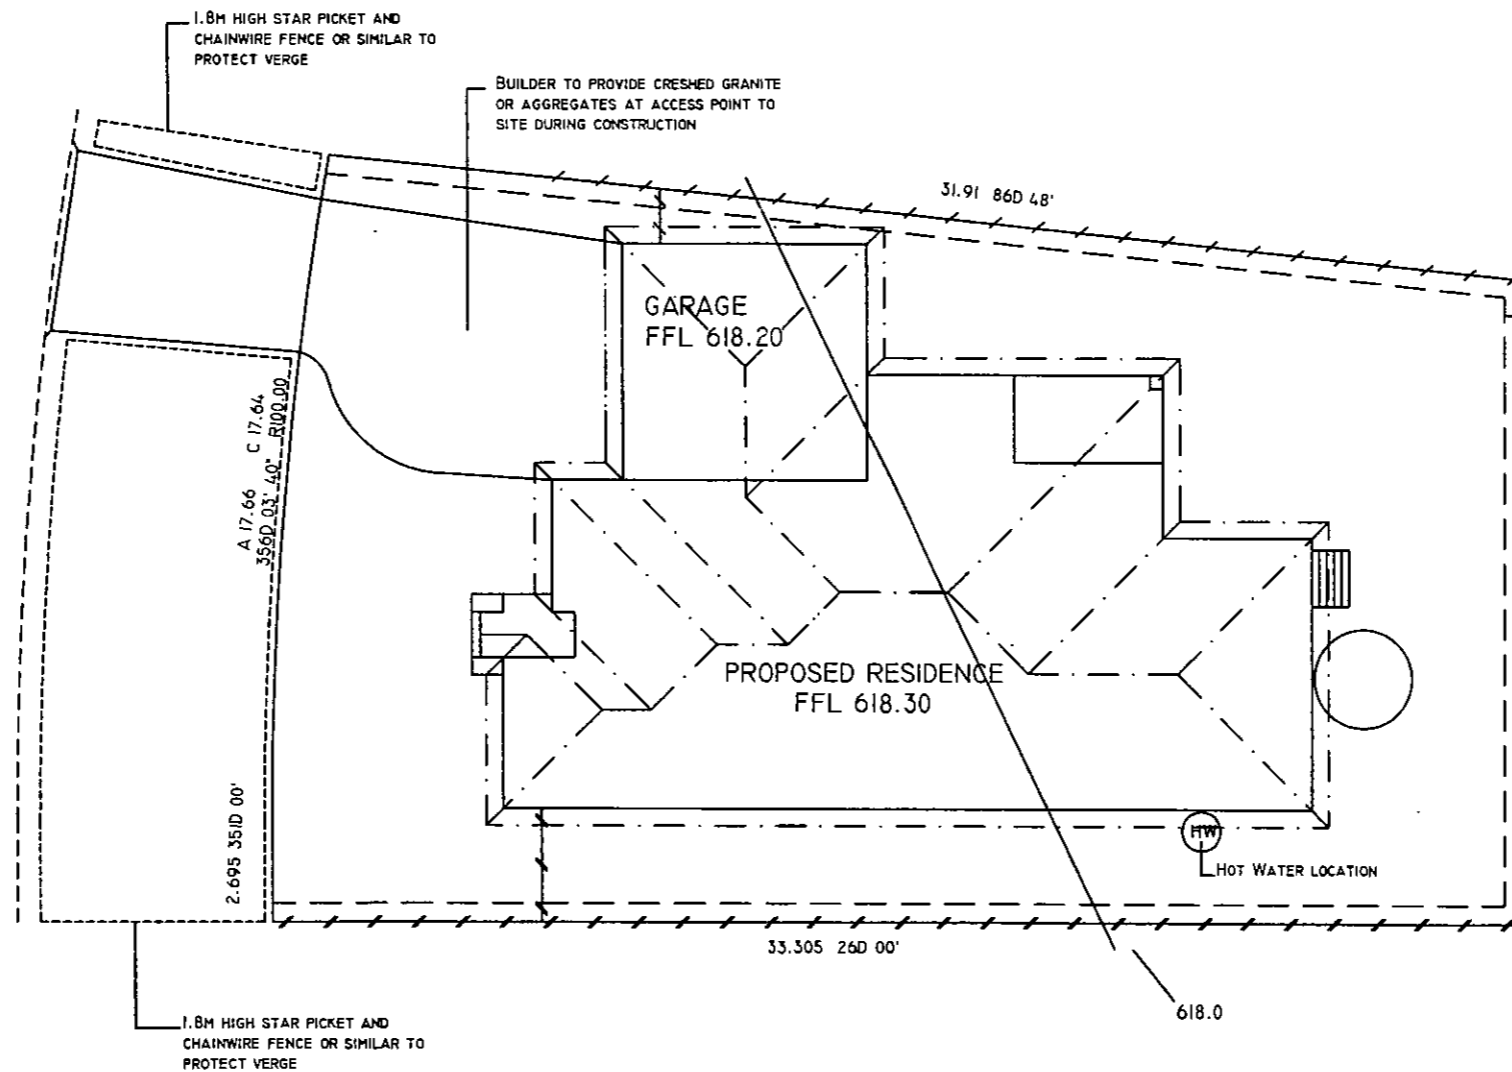 1.8M HIGH STAR PICKET AND
CHAINWIRE FENCE OR SIMILAR TO
PROTECT VERGE
BUILDER TO PROVIDE CRESHED GRANITE
OR AGGREGATES AT ACCESS POINT TO
SITE DURING CONSTRUCTION
31.91 86D 48'
GARAGE
FFL 618.20
A 17.66 C 17.64
356D 03' 40" R100.00
PROPOSED RESIDENCE
FFL 618.30
2.695 351D 00'
HW
HOT WATER LOCATION
33.305 26D 00'
618.0
1.8M HIGH STAR PICKET AND
CHAINWIRE FENCE OR SIMILAR TO
PROTECT VERGE